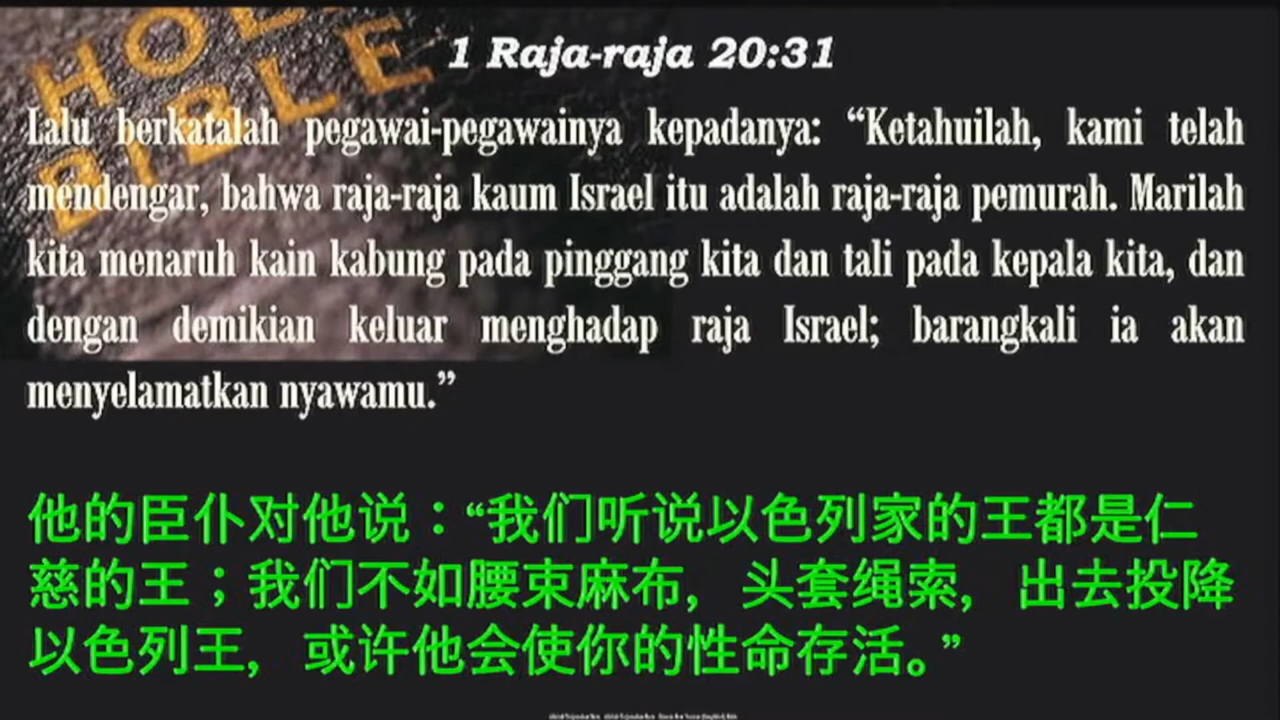 HOL
BIBLE
1 Raja-raja 20:31
Lalu berkatalah pegawai-pegawainya kepadanya: “Ketahuilah, kami telah
mendengar, bahwa raja-raja kaum Israel itu adalah raja-raja pemurah. Marilah
kita menaruh kain kabung pada pinggang kita dan tali pada kepala kita, dan
dengan demikian keluar menghadap raja Israel; barangkali ia akan
menyelamatkan nyawamu.”
他的臣仆对他说：“我们听说以色列家的王都是仁
慈的王；我们不如腰束麻布，头套绳索，出去投降
以色列王，或许他会使你的性命存活。”